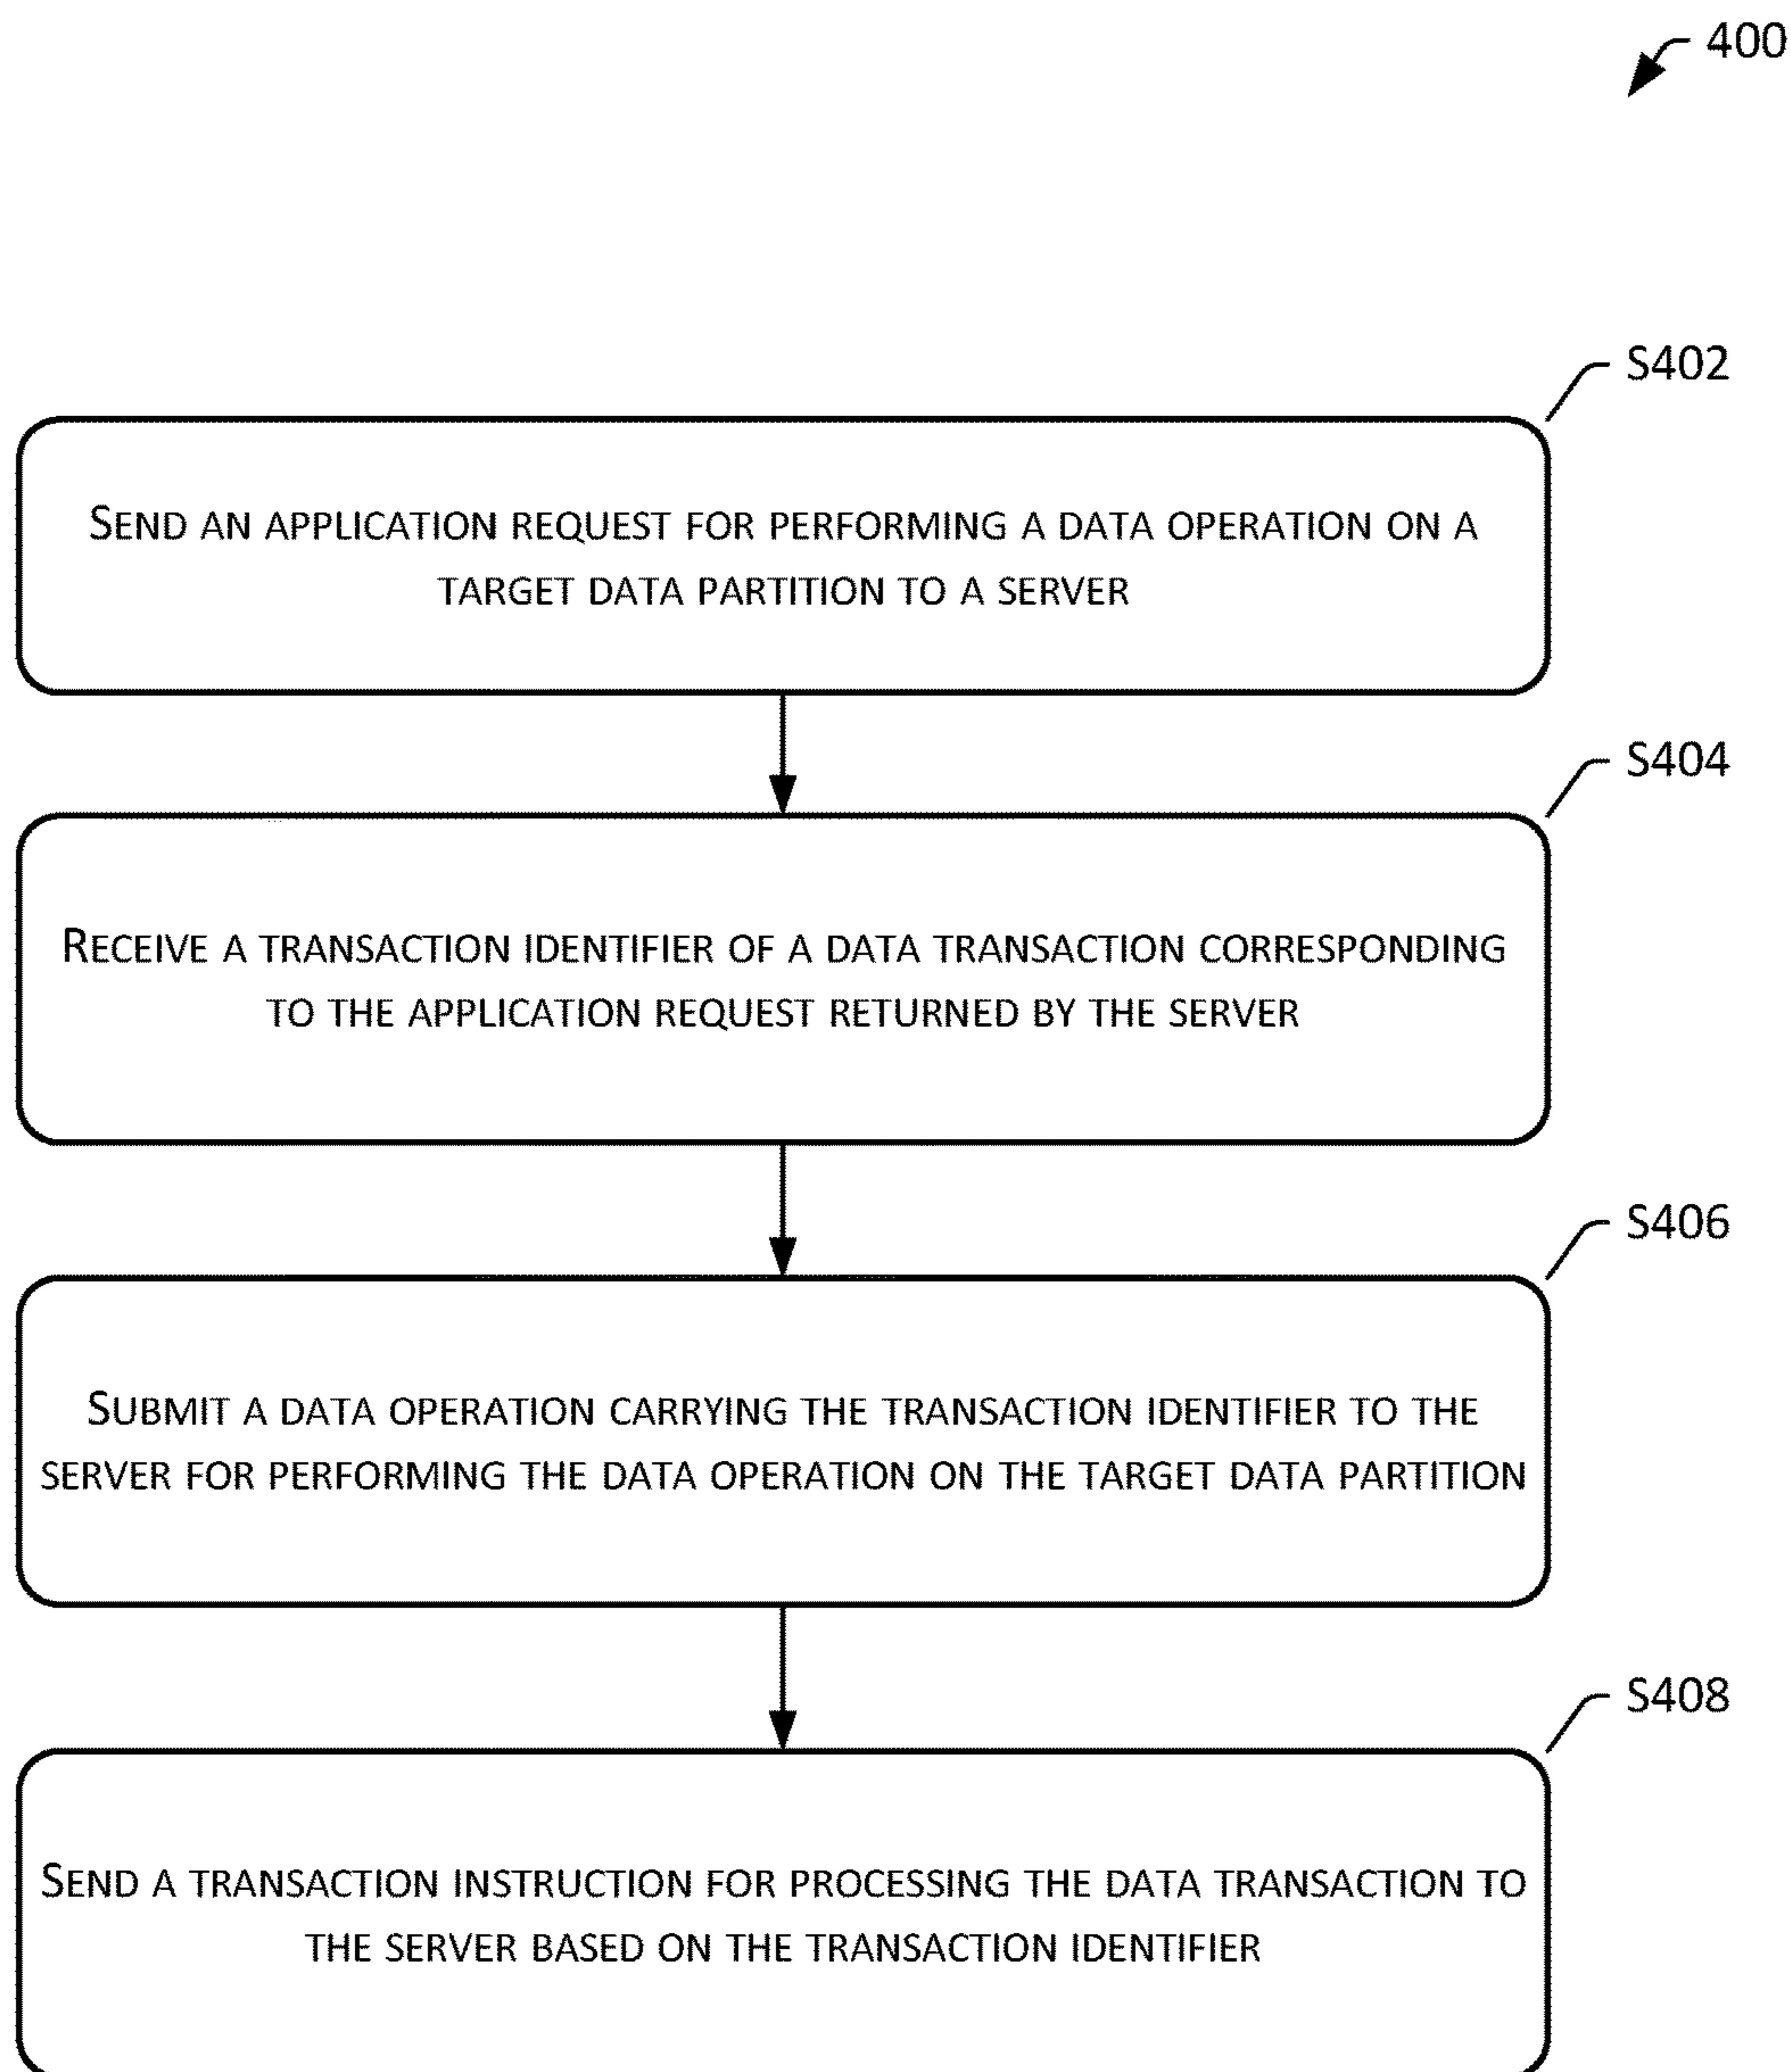 400
S402
SEND AN APPLICATION REQUEST FOR PERFORMING A DATA OPERATION ON A
TARGET DATA PARTITION TO A SERVER
S404
RECEIVE A TRANSACTION IDENTIFIER OF A DATA TRANSACTION CORRESPONDING
TO THE APPLICATION REQUEST RETURNED BY THE SERVER
S406
SUBMIT A DATA OPERATION CARRYING THE TRANSACTION IDENTIFIER TO THE
SERVER FOR PERFORMING THE DATA OPERATION ON THE TARGET DATA PARTITION
S408
SEND A TRANSACTION INSTRUCTION FOR PROCESSING THE DATA TRANSACTION TO
THE SERVER BASED ON THE TRANSACTION IDENTIFIER